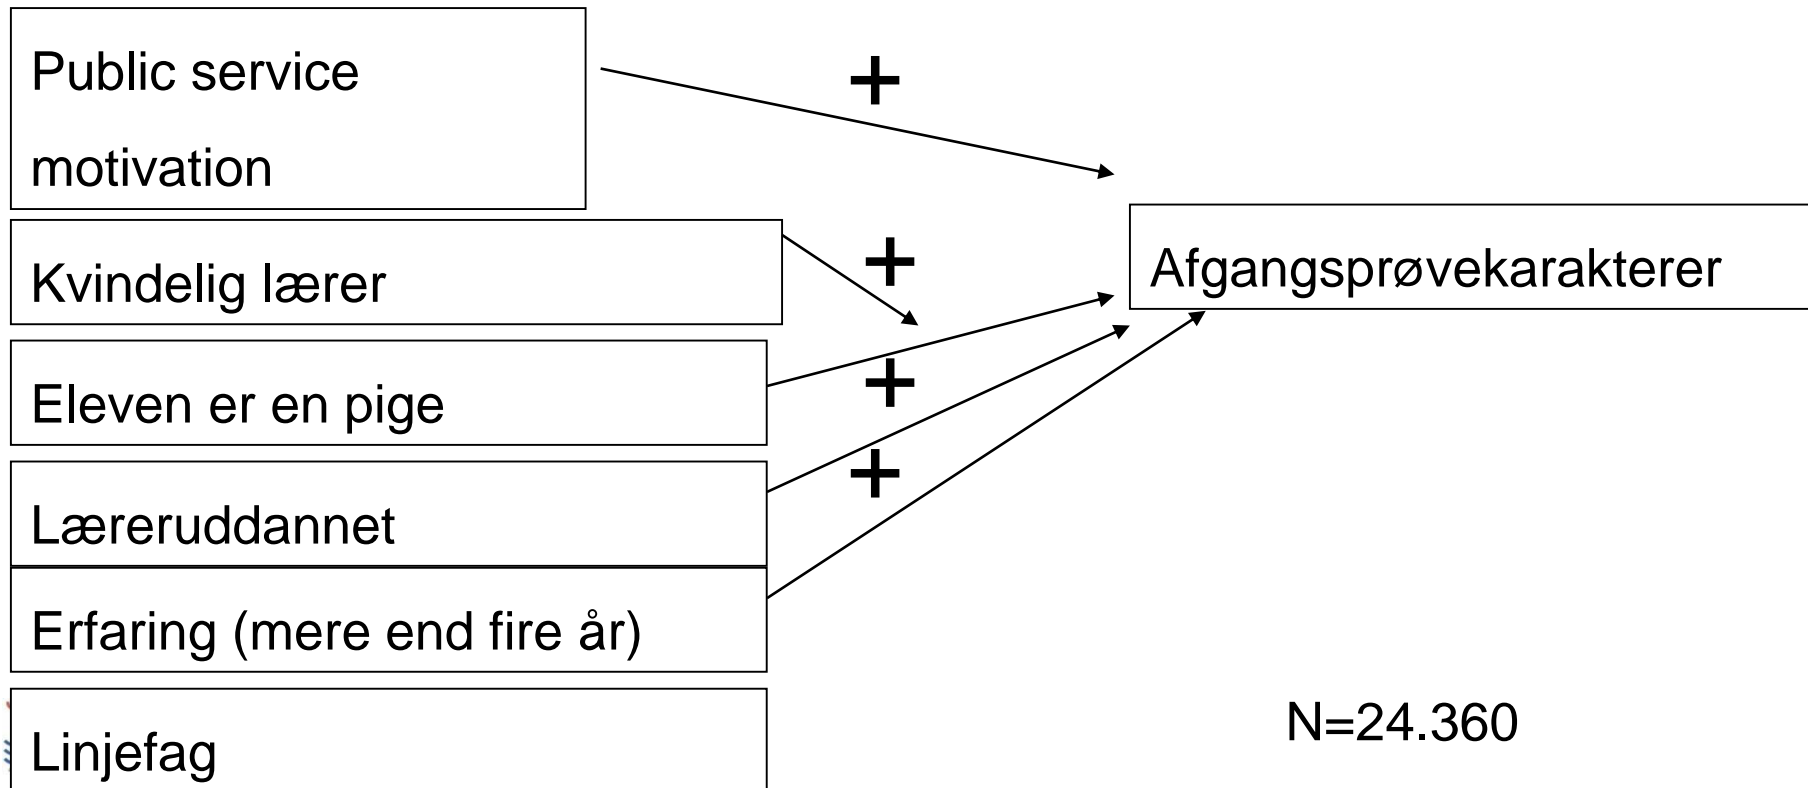 Public service
motivation
+
Kvindelig lærer
+
Afgangsprøvekarakterer
Eleven er en pige
+
Læreruddannet
+
Erfaring (mere end fire år)
Linjefag
N=24.360